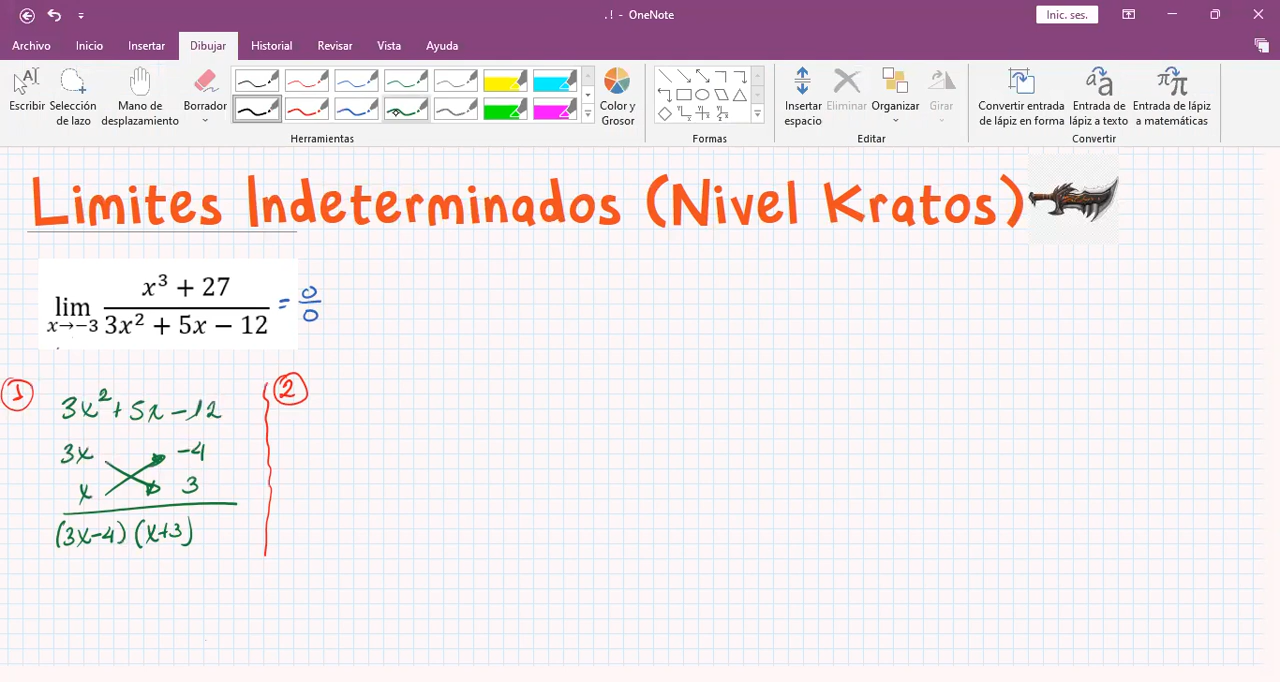 .! - OneNote
Inic. ses.
Archivo Inicio Insertar Dibujar Historial Revisar Vista Ayuda
Escribir Selección de lazo Mano de desplazamiento Borrador
Color y Grosor
Insertar espacio Eliminar Organizar Girar
Convertir entrada de lápiz en forma Entrada de lápiz a texto Entrada de lápiz a matemáticas
Herramientas Formas Editar Convertir
Limites Indeterminados (Nivel Kratos)
lim x→-3 (x³ + 27)/(3x² + 5x − 12) = 0/0
1
3x² + 5x - 12
3x -4
x 3
(3x-4) (x+3)
2